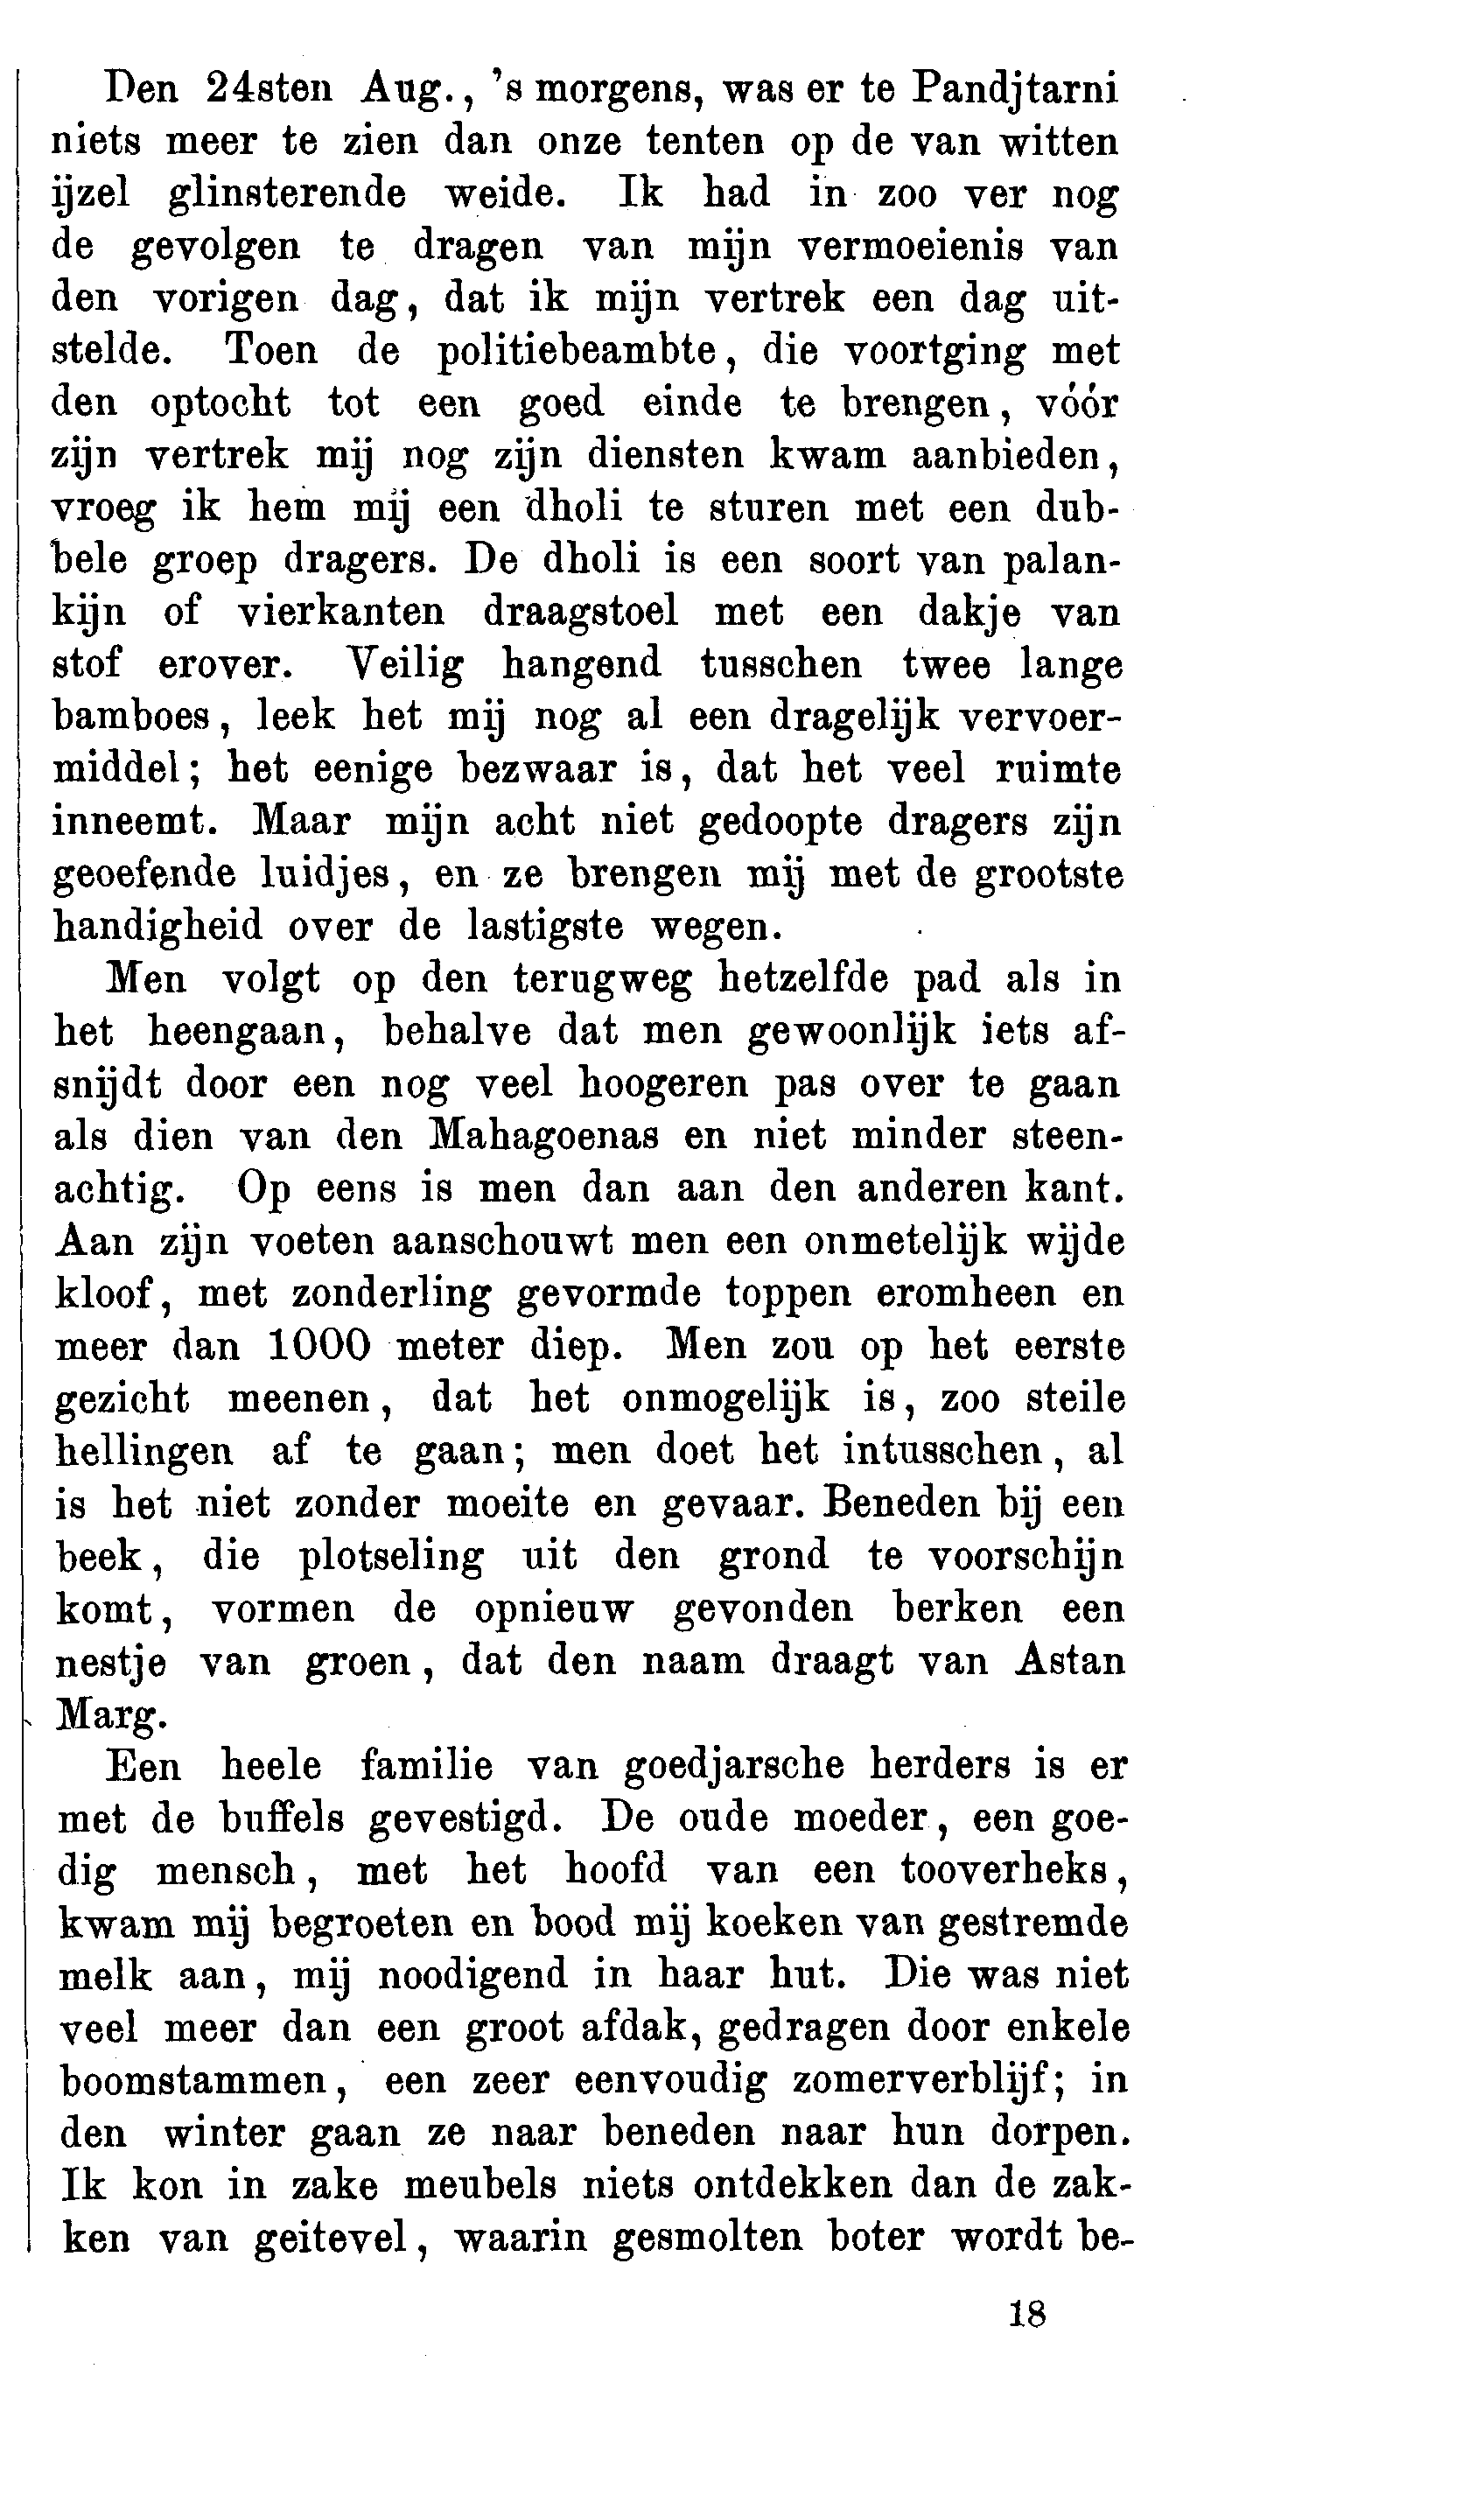 Den 24sten Aug., 's morgens, was er te Pandjtarni
niets meer te zien dan onze tenten op de van witten
ijzel glinsterende weide. Ik had in zoo ver nog
de gevolgen te dragen van mijn vermoeienis van
den vorigen dag, dat ik mijn vertrek een dag uit-
stelde. Toen de politiebeambte, die voortging met
den optocht tot een goed einde te brengen, vóór
zijn vertrek mij nog zijn diensten kwam aanbieden,
vroeg ik hem mij een dholi te sturen met een dub-
bele groep dragers. De dholi is een soort van palan-
kijn of vierkanten draagstoel met een dakje van
stof erover. Veilig hangend tusschen twee lange
bamboes, leek het mij nog al een dragelijk vervoer-
middel; het eenige bezwaar is, dat het veel ruimte
inneemt. Maar mijn acht niet gedoopte dragers zijn
geoefende luidjes, en ze brengen mij met de grootste
handigheid over de lastigste wegen.
Men volgt op den terugweg hetzelfde pad als in
het heengaan, behalve dat men gewoonlijk iets af-
snijdt door een nog veel hoogeren pas over te gaan
als dien van den Mahagoenas en niet minder steen-
achtig. Op eens is men dan aan den anderen kant.
Aan zijn voeten aanschouwt men een onmetelijk wijde
kloof, met zonderling gevormde toppen eromheen en
meer dan 1000 meter diep. Men zou op het eerste
gezicht meenen, dat het onmogelijk is, zoo steile
hellingen af te gaan; men doet het intusschen, al
is het niet zonder moeite en gevaar. Beneden bij een
beek, die plotseling uit den grond te voorschijn
komt, vormen de opnieuw gevonden berken een
nestje van groen, dat den naam draagt van Astan
Marg.
Een heele familie van goedjarsche herders is er
met de buffels gevestigd. De oude moeder, een goe-
dig mensch, met het hoofd van een tooverheks,
kwam mij begroeten en bood mij koeken van gestremde
melk aan, mij noodigend in haar hut. Die was niet
veel meer dan een groot afdak, gedragen door enkele
boomstammen, een zeer eenvoudig zomerverblijf; in
den winter gaan ze naar beneden naar hun dorpen.
Ik kon in zake meubels niets ontdekken dan de zak-
ken van geitevel, waarin gesmolten boter wordt be-
18